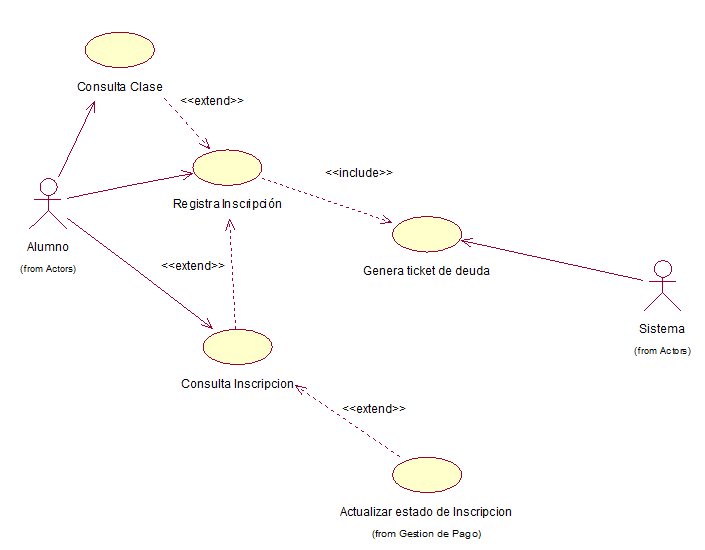 Consulta Clase
<<extend>>
<<include>>
Registra Inscripción
Alumno
(from Actors)
<<extend>>
Genera ticket de deuda
Sistema
(from Actors)
Consulta Inscripcion
<<extend>>
Actualizar estado de Inscripcion
(from Gestion de Pago)